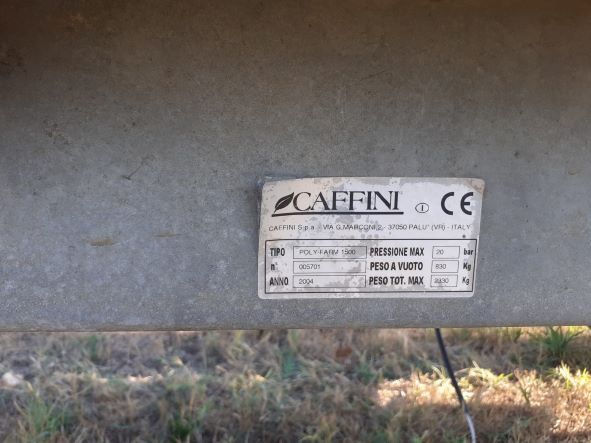 CAFFINI I CE
CAFFINI S.p.a. VIA G.MARCONI,2 - 37050 PALU' (VR) - ITALY
TIPO POLY-FARM 1500 PRESSIONE MAX 20 bar
n° 005701 PESO A VUOTO 830 Kg
ANNO 2004 PESO TOT. MAX 2330 Kg